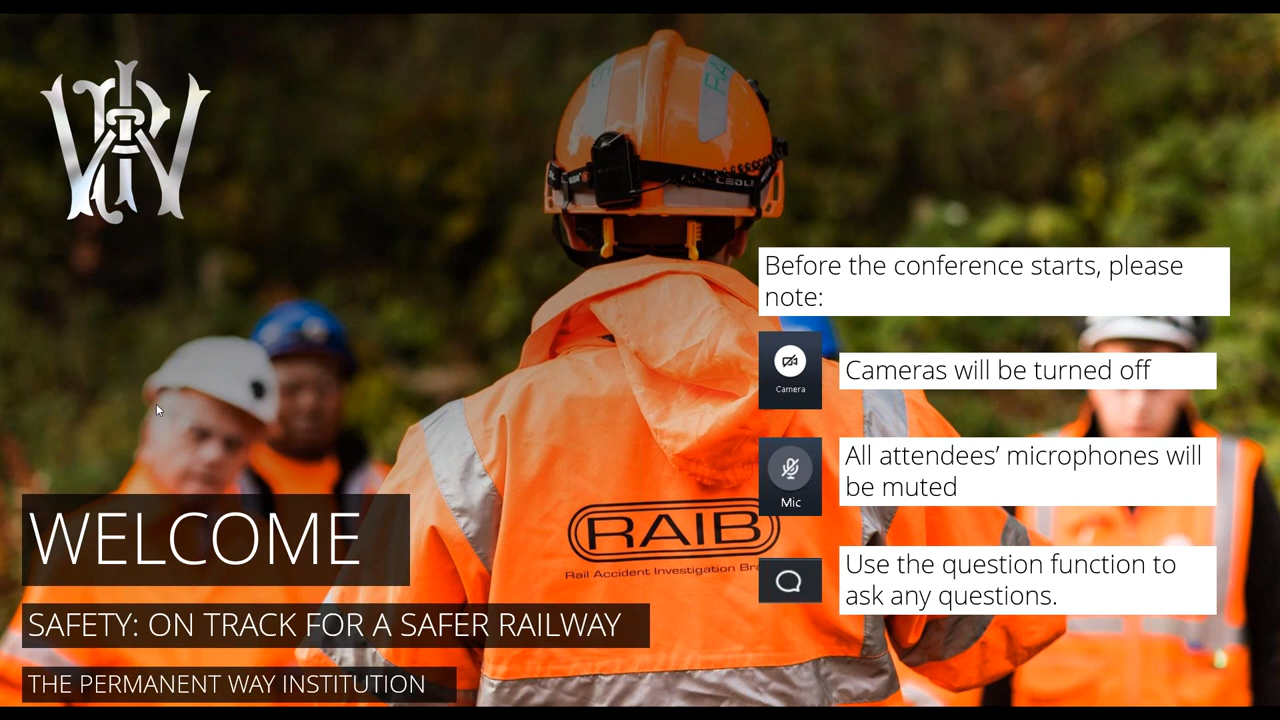 Before the conference starts, please
note:
Camera
Cameras will be turned off
Mic
All attendees’ microphones will
be muted
Use the question function to
ask any questions.
RAIB
Rail Accident Investigation
WELCOME
SAFETY: ON TRACK FOR A SAFER RAILWAY
THE PERMANENT WAY INSTITUTION